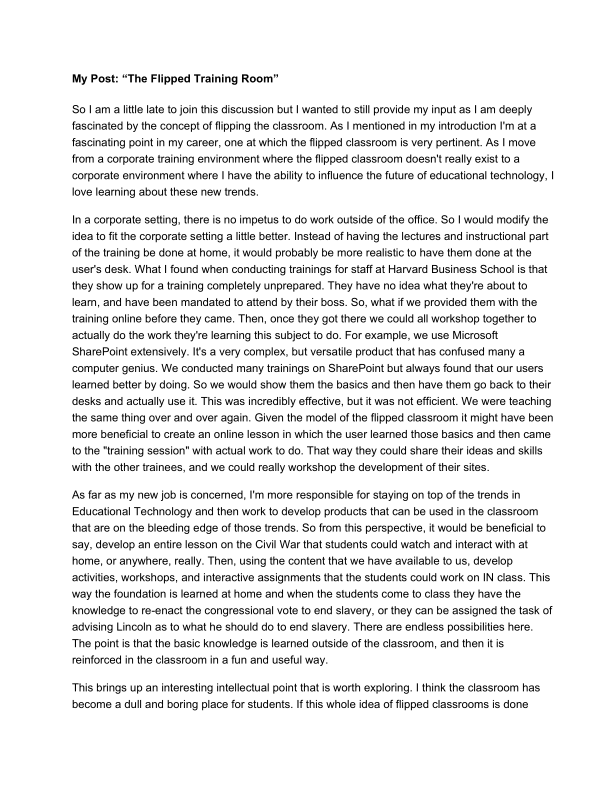 My Post: “The Flipped Training Room”
So I am a little late to join this discussion but I wanted to still provide my input as I am deeply
fascinated by the concept of flipping the classroom. As I mentioned in my introduction I'm at a
fascinating point in my career, one at which the flipped classroom is very pertinent. As I move
from a corporate training environment where the flipped classroom doesn't really exist to a
corporate environment where I have the ability to influence the future of educational technology, I
love learning about these new trends.
In a corporate setting, there is no impetus to do work outside of the office. So I would modify the
idea to fit the corporate setting a little better. Instead of having the lectures and instructional part
of the training be done at home, it would probably be more realistic to have them done at the
user's desk. What I found when conducting trainings for staff at Harvard Business School is that
they show up for a training completely unprepared. They have no idea what they're about to
learn, and have been mandated to attend by their boss. So, what if we provided them with the
training online before they came. Then, once they got there we could all workshop together to
actually do the work they're learning this subject to do. For example, we use Microsoft
SharePoint extensively. It's a very complex, but versatile product that has confused many a
computer genius. We conducted many trainings on SharePoint but always found that our users
learned better by doing. So we would show them the basics and then have them go back to their
desks and actually use it. This was incredibly effective, but it was not efficient. We were teaching
the same thing over and over again. Given the model of the flipped classroom it might have been
more beneficial to create an online lesson in which the user learned those basics and then came
to the "training session" with actual work to do. That way they could share their ideas and skills
with the other trainees, and we could really workshop the development of their sites.
As far as my new job is concerned, I'm more responsible for staying on top of the trends in
Educational Technology and then work to develop products that can be used in the classroom
that are on the bleeding edge of those trends. So from this perspective, it would be beneficial to
say, develop an entire lesson on the Civil War that students could watch and interact with at
home, or anywhere, really. Then, using the content that we have available to us, develop
activities, workshops, and interactive assignments that the students could work on IN class. This
way the foundation is learned at home and when the students come to class they have the
knowledge to re-enact the congressional vote to end slavery, or they can be assigned the task of
advising Lincoln as to what he should do to end slavery. There are endless possibilities here.
The point is that the basic knowledge is learned outside of the classroom, and then it is
reinforced in the classroom in a fun and useful way.
This brings up an interesting intellectual point that is worth exploring. I think the classroom has
become a dull and boring place for students. If this whole idea of flipped classrooms is done